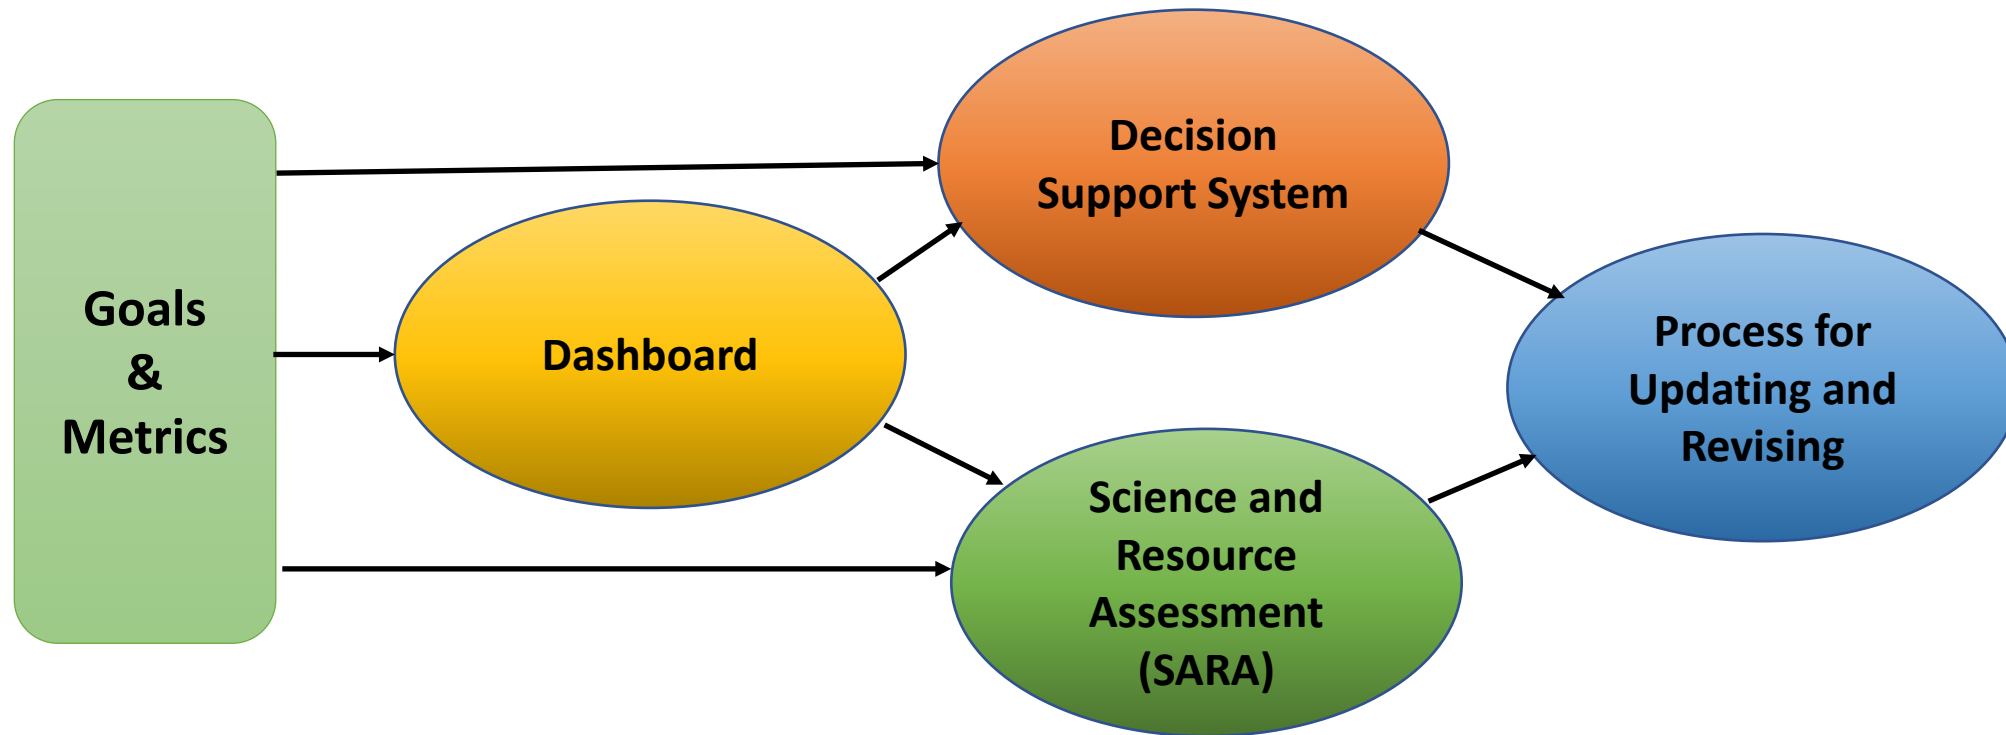 Goals
&
Metrics
Dashboard
Decision
Support System
Science and
Resource
Assessment
(SARA)
Process for
Updating and
Revising